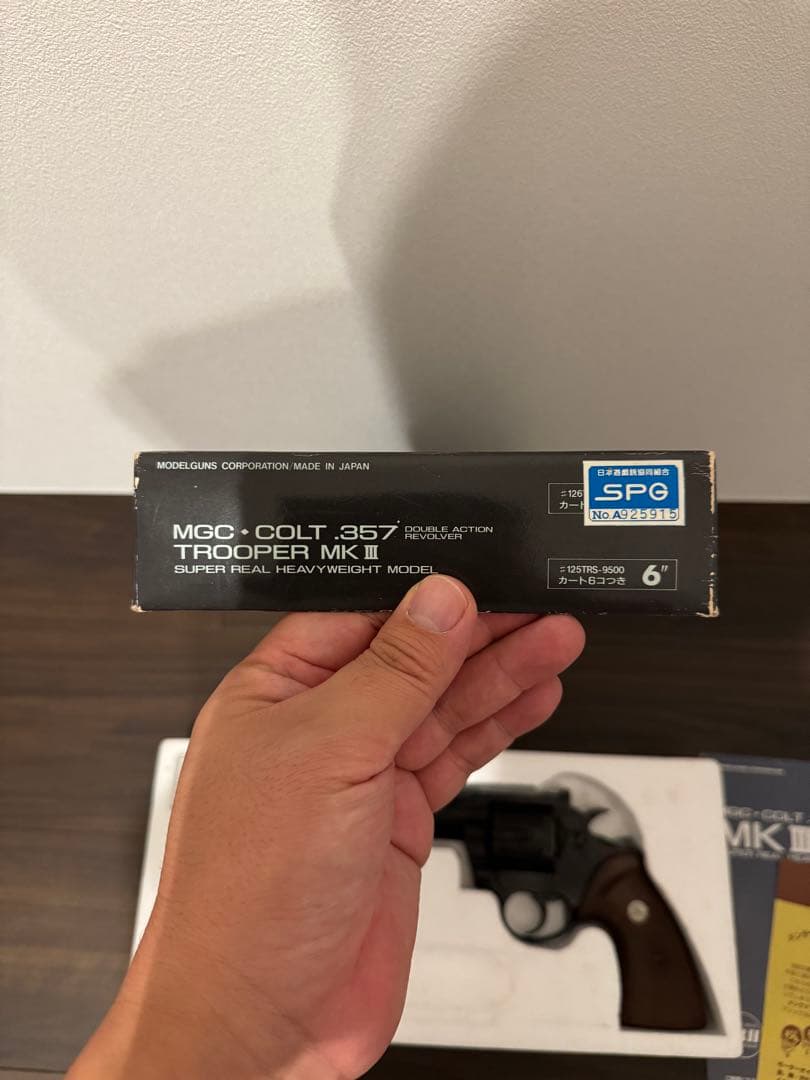 MODELGUNS CORPORATION/MADE IN JAPAN
日本遊戯銃協同組合
SPG
No.A925915
MGC・COLT .357 DOUBLE ACTION REVOLVER
TROOPER MK Ⅲ
SUPER REAL HEAVYWEIGHT MODEL
♯126
カート
♯125TRS-9500
カート6コつき 6″
MGC・COLT
MK Ⅲ